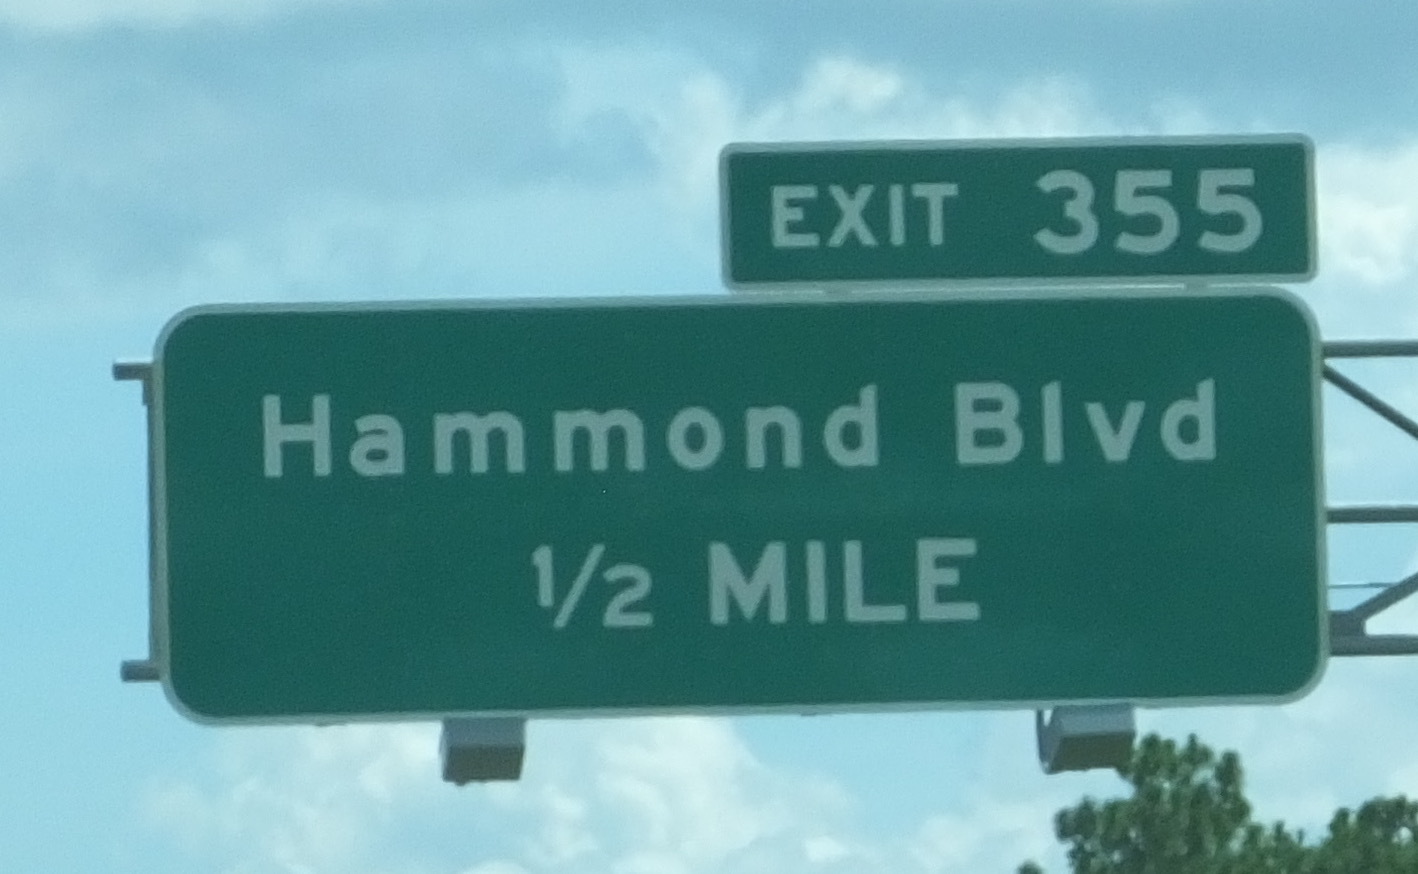 EXIT 355
Hammond Blvd
½ MILE